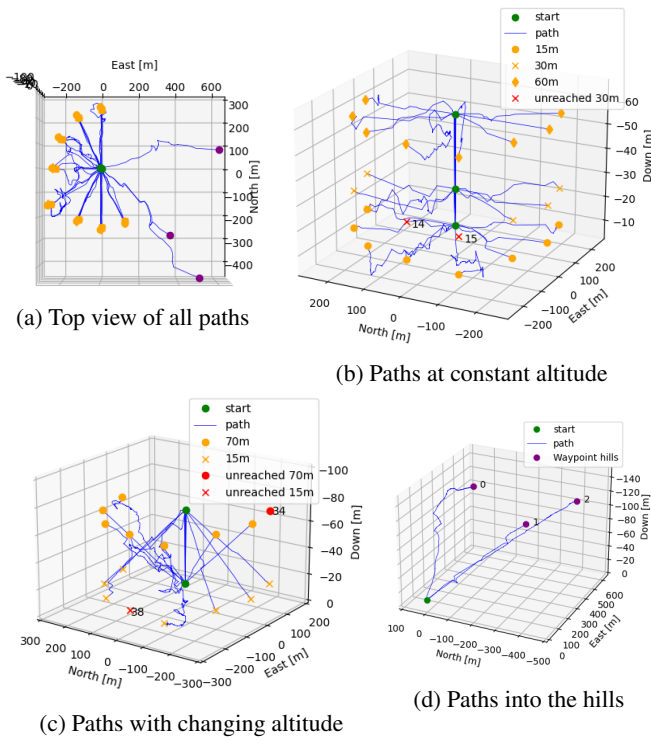 East [m]
−200 0 200 400 600
300
200
100
0
−100
−200
−300
−400
North [m]
(a) Top view of all paths
start
path
15m
30m
60m
unreached 30m
14
15
−60
−50
−40
−30
−20
−10
Down [m]
200 100 0 −100 −200
North [m]
−200 −100 0 100 200
East [m]
(b) Paths at constant altitude
start
path
70m
15m
unreached 70m
unreached 15m
34
38
−100
−80
−60
−40
−20
0
Down [m]
300 200 100 0 −100 −200 −300
North [m]
−300 −200 −100 0 100 200
East [m]
(c) Paths with changing altitude
start
path
Waypoint hills
0
1
2
−140
−120
−100
−80
−60
−40
−20
0
Down [m]
100 0 −100 −200 −300 −400 −500
North [m]
0 100 200 300 400 500 600
East [m]
(d) Paths into the hills